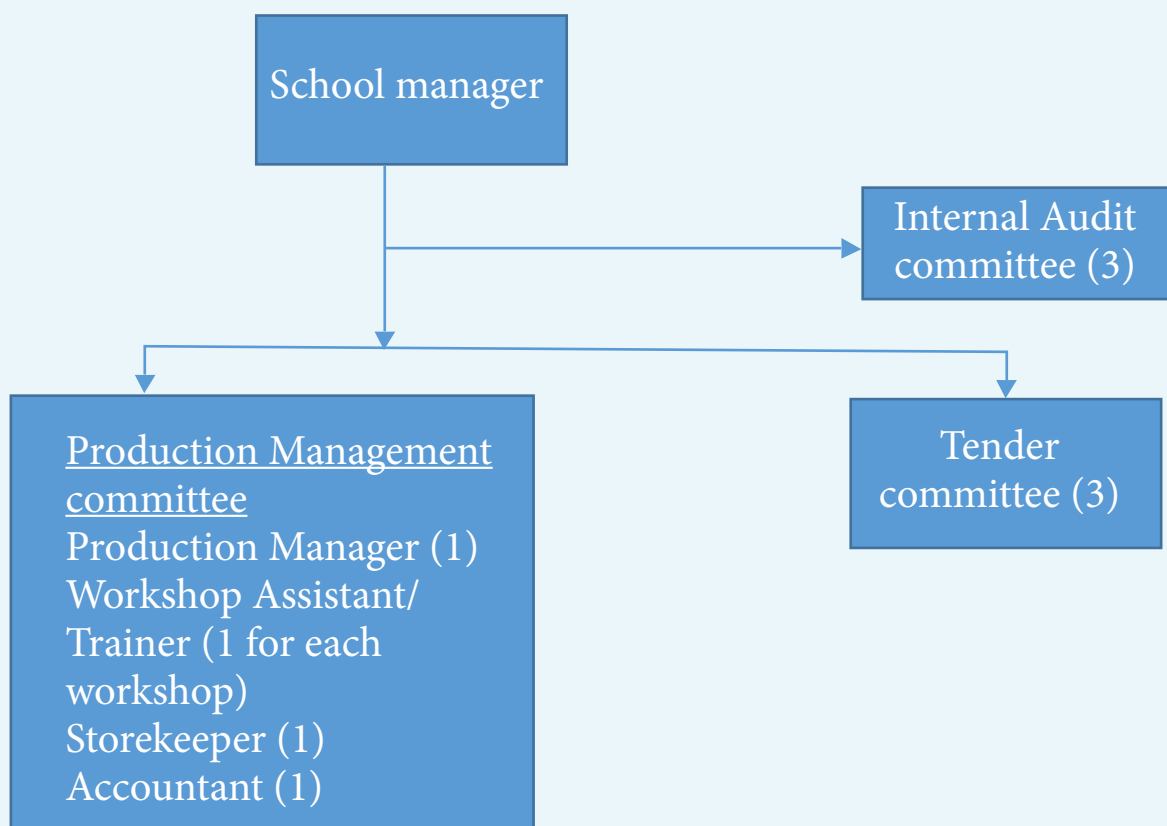 School manager
Internal Audit
committee (3)
Production Management
committee
Production Manager (1)
Workshop Assistant/
Trainer (1 for each
workshop)
Storekeeper (1)
Accountant (1)
Tender
committee (3)